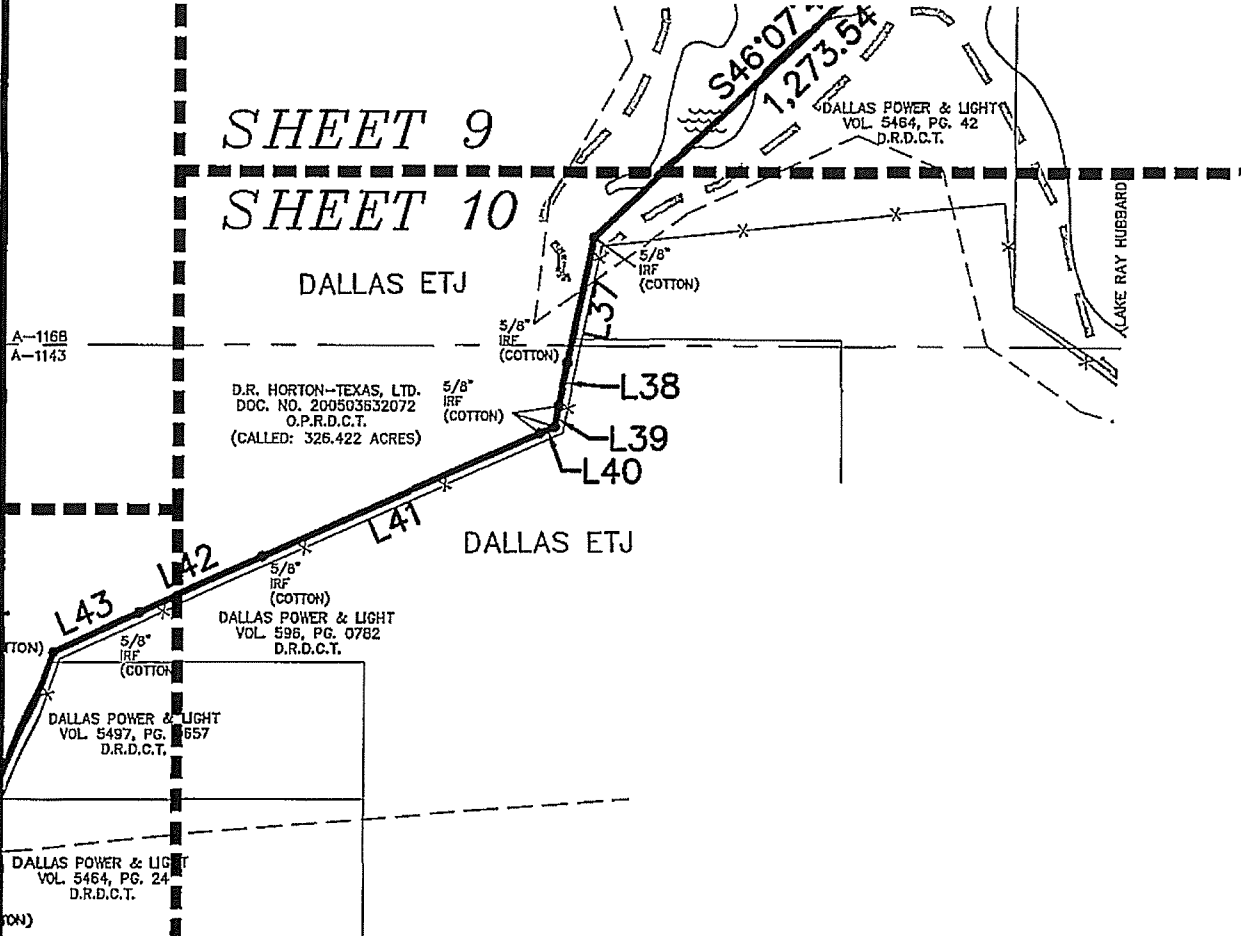 S46°07'
1,273.54
SHEET 9
DALLAS POWER & LIGHT
VOL. 5464, PG. 42
D.R.D.C.T.
SHEET 10
LAKE RAY HUBBARD
DALLAS ETJ
5/8"
IRF
(COTTON)
L37
5/8"
IRF
(COTTON)
A-1168
A-1143
D.R. HORTON-TEXAS, LTD.
DOC. NO. 200503632072
O.P.R.D.C.T.
(CALLED: 326.422 ACRES)
5/8"
IRF
(COTTON)
L38
L39
L40
L41
DALLAS ETJ
L42
5/8"
IRF
(COTTON)
L43
DALLAS POWER & LIGHT
VOL. 596, PG. 0782
D.R.D.C.T.
TTON)
5/8"
IRF
(COTTON
DALLAS POWER & LIGHT
VOL. 5497, PG. 657
D.R.D.C.T.
DALLAS POWER & LIGHT
VOL. 5464, PG. 24
D.R.D.C.T.
TON)